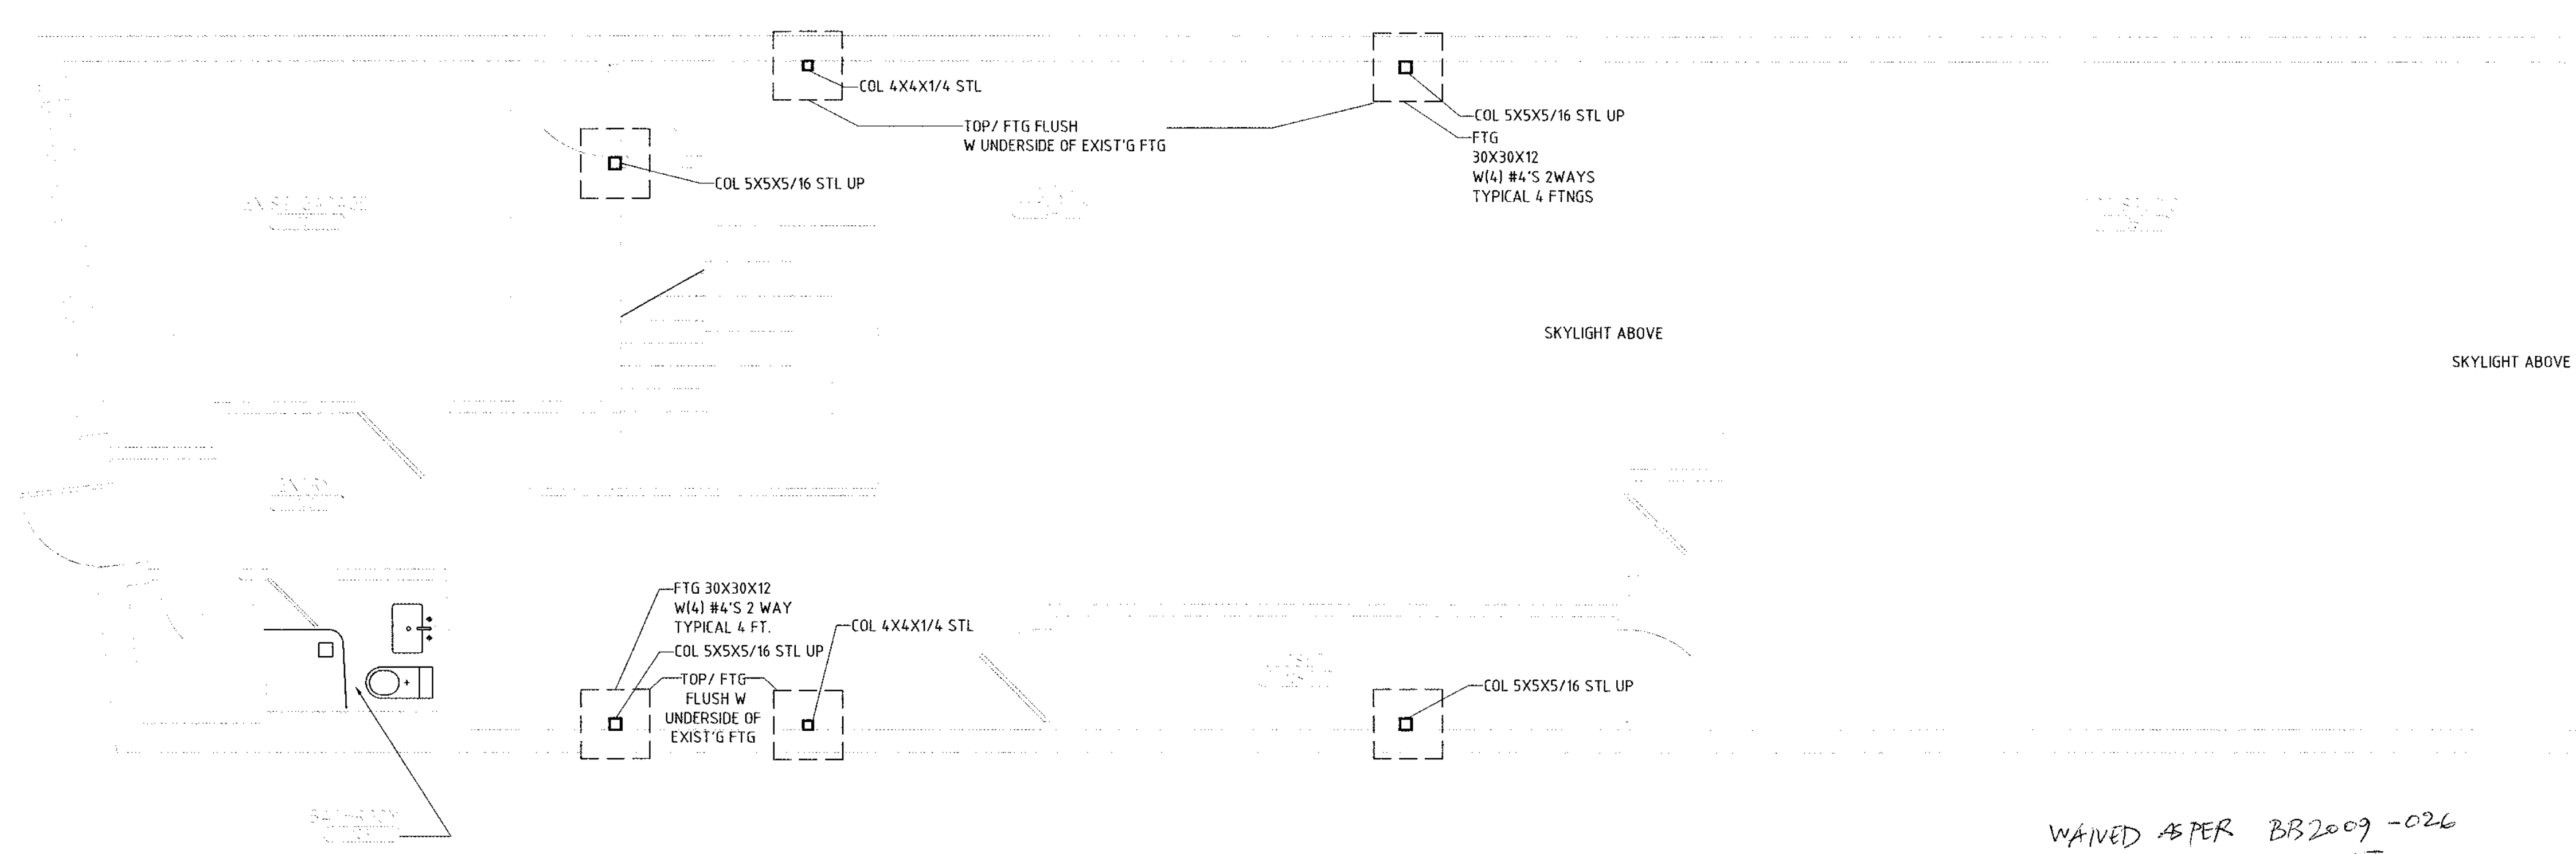 COL 4X4X1/4 STL
COL 5X5X5/16 STL UP
TOP/ FTG FLUSH
W UNDERSIDE OF EXIST'G FTG
FTG
30X30X12
W(4) #4'S 2WAYS
TYPICAL 4 FTNGS
COL 5X5X5/16 STL UP
SKYLIGHT ABOVE
SKYLIGHT ABOVE
FTG 30X30X12
W(4) #4'S 2 WAY
TYPICAL 4 FT.
COL 5X5X5/16 STL UP
COL 4X4X1/4 STL
TOP/ FTG
FLUSH W
UNDERSIDE OF
EXIST'G FTG
COL 5X5X5/16 STL UP
WAIVED AS PER BB2009-026